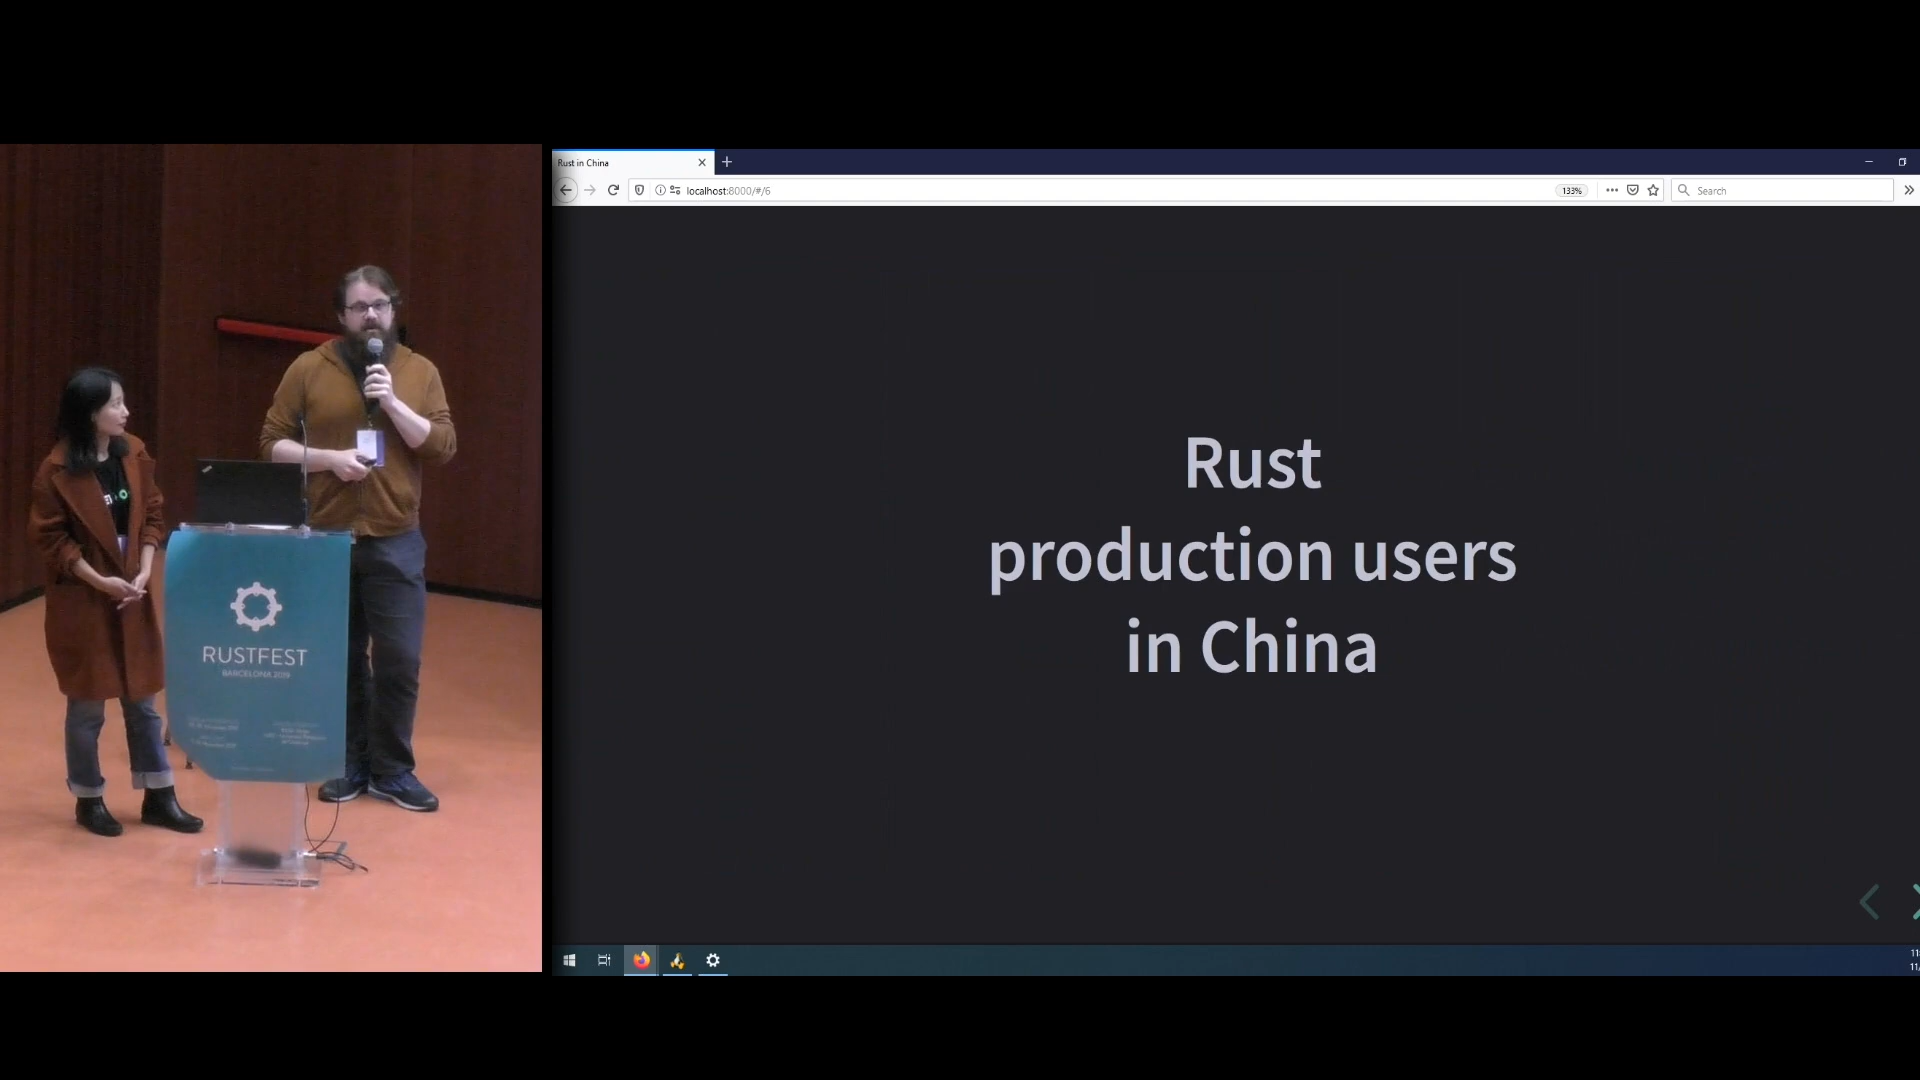 Rust in China
localhost:8000/#/6
133%
Search
Rust
production users
in China
RUSTFEST
BARCELONA 2019